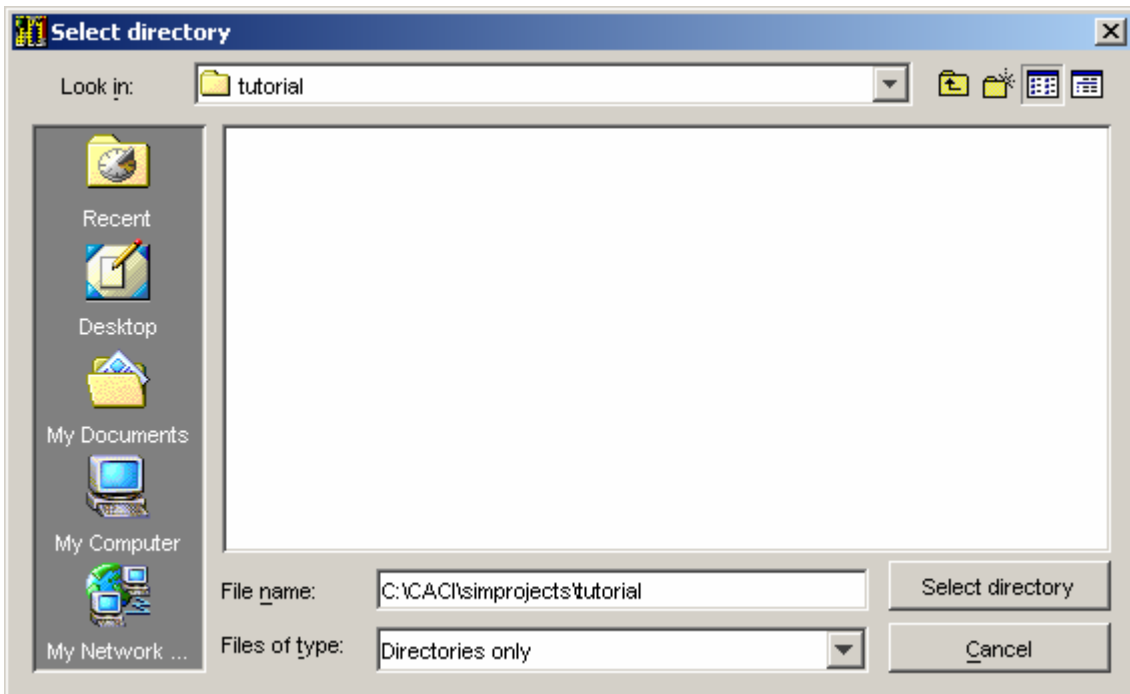 Select directory
Look in:
tutorial
Recent
Desktop
My Documents
My Computer
My Network ...
File name:
C:\CACI\simprojects\tutorial
Select directory
Files of type:
Directories only
Cancel